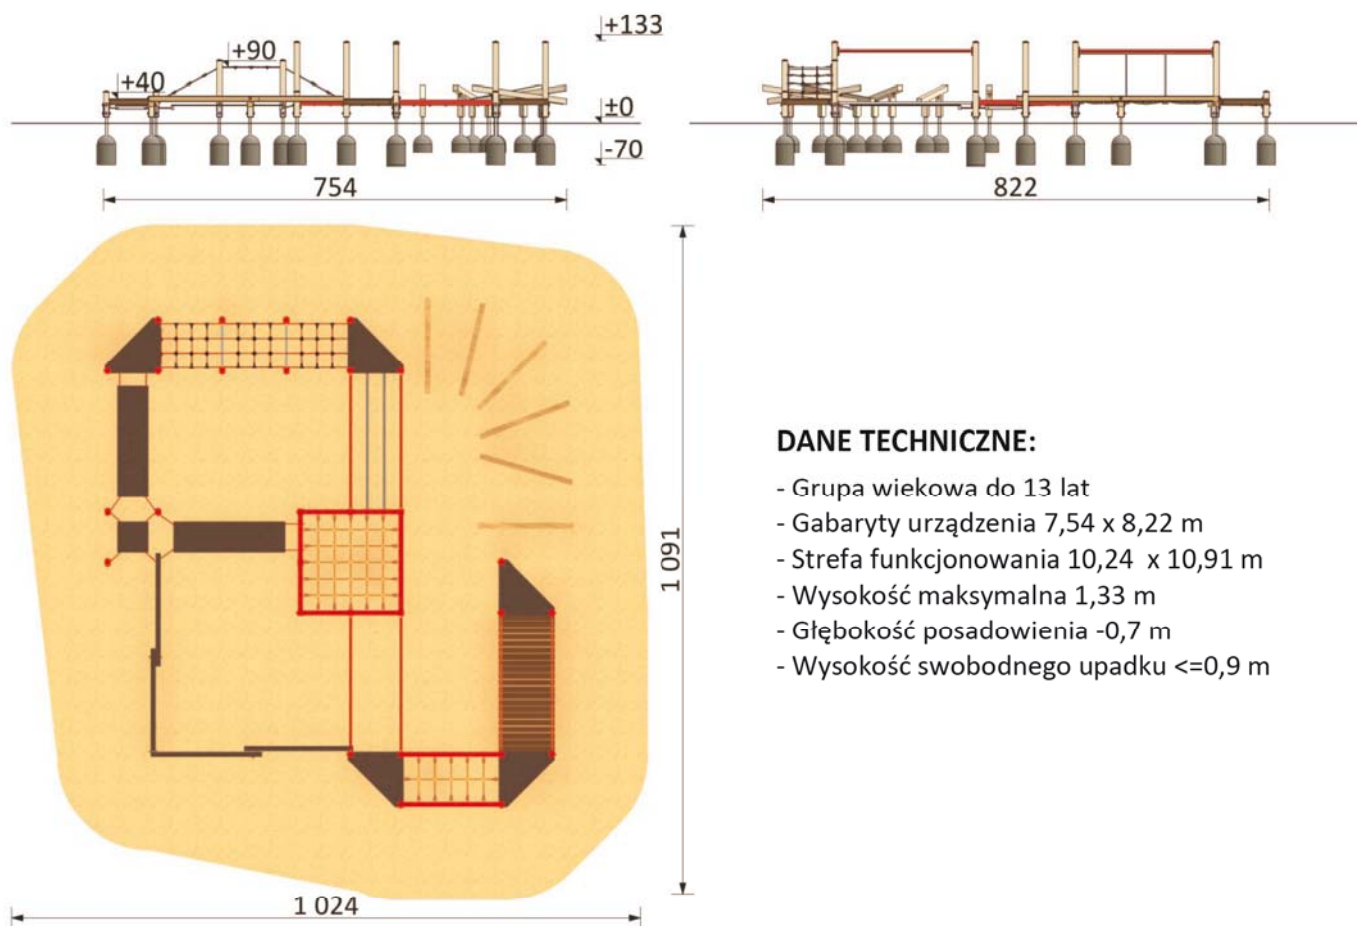 +133
+90
+40
±0
-70
754
822
1 091
DANE TECHNICZNE:
- Grupa wiekowa do 13 lat
- Gabaryty urządzenia 7,54 x 8,22 m
- Strefa funkcjonowania 10,24 x 10,91 m
- Wysokość maksymalna 1,33 m
- Głębokość posadowienia -0,7 m
- Wysokość swobodnego upadku <=0,9 m
1 024